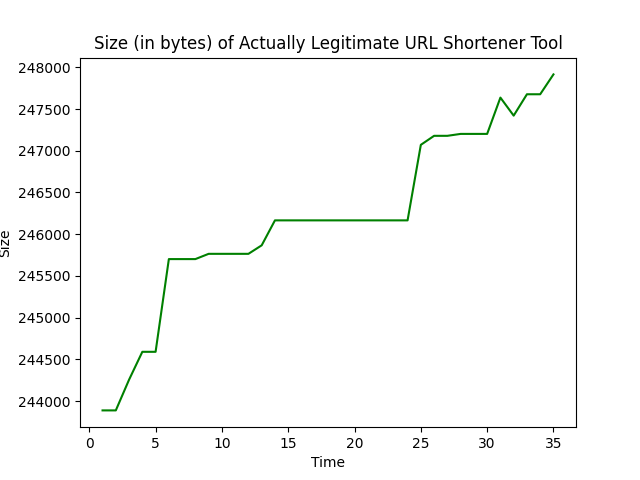 Size (in bytes) of Actually Legitimate URL Shortener Tool
248000
247500
247000
246500
246000
245500
245000
244500
244000
Size
0 5 10 15 20 25 30 35
Time